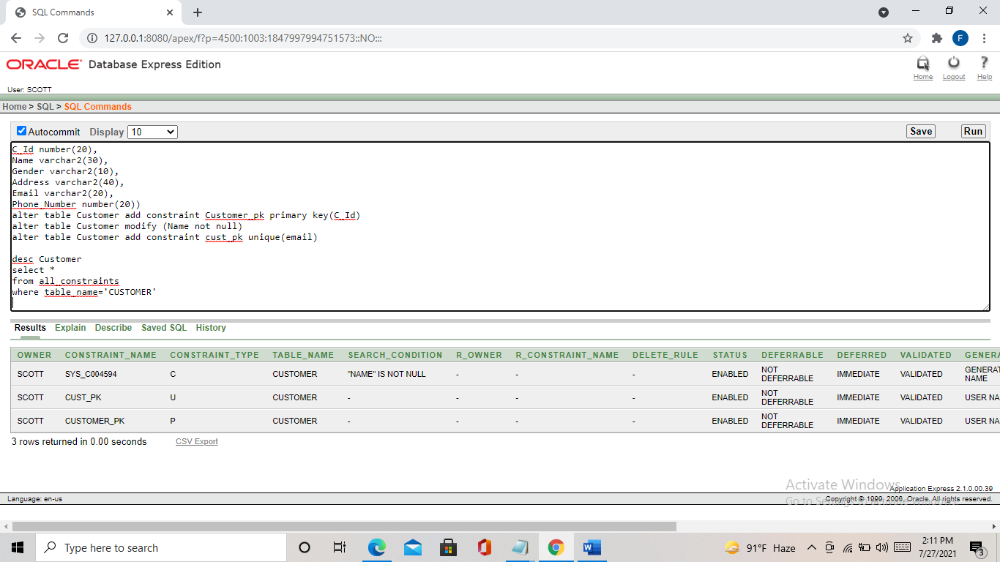 SQL Commands
127.0.0.1:8080/apex/f?p=4500:1003:1847997994751573::NO:::
F
ORACLE Database Express Edition
Home Logout Help
User: SCOTT
Home > SQL > SQL Commands
Autocommit Display 10 Save Run
C_Id number(20),
Name varchar2(30),
Gender varchar2(10),
Address varchar2(40),
Email varchar2(20),
Phone_Number number(20))
alter table Customer add constraint Customer_pk primary key(C_Id)
alter table Customer modify (Name not null)
alter table Customer add constraint cust_pk unique(email)
desc Customer
select *
from all_constraints
where table_name='CUSTOMER'
Results Explain Describe Saved SQL History
OWNER CONSTRAINT_NAME CONSTRAINT_TYPE TABLE_NAME SEARCH_CONDITION R_OWNER R_CONSTRAINT_NAME DELETE_RULE STATUS DEFERRABLE DEFERRED VALIDATED GENERA
SCOTT SYS_C004594 C CUSTOMER "NAME" IS NOT NULL - - - ENABLED NOT DEFERRABLE IMMEDIATE VALIDATED GENERAT NAME
SCOTT CUST_PK U CUSTOMER - - - - ENABLED NOT DEFERRABLE IMMEDIATE VALIDATED USER NA
SCOTT CUSTOMER_PK P CUSTOMER - - - - ENABLED NOT DEFERRABLE IMMEDIATE VALIDATED USER NA
3 rows returned in 0.00 seconds CSV Export
Activate Windows
Application Express 2.1.0.00.39
Language: en-us
Copyright © 1999, 2006, Oracle. All rights reserved.
Type here to search
91°F Haze
2:11 PM
7/27/2021
3